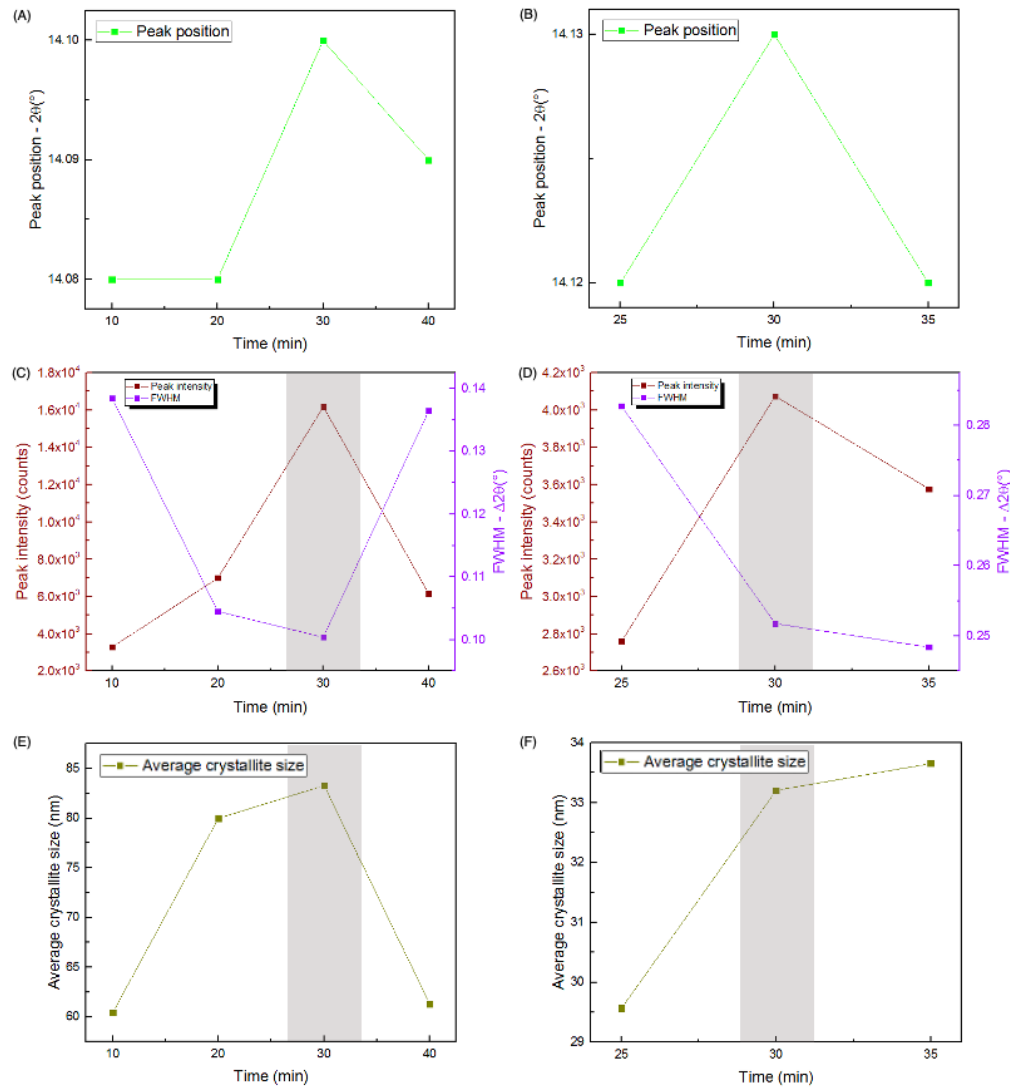 (A)
Peak position
Peak position - 2θ(°)
14.10
14.09
14.08
10 20 30 40
Time (min)
(B)
Peak position
Peak position - 2θ(°)
14.13
14.12
25 30 35
Time (min)
(C)
Peak intensity
FWHM
Peak intensity (counts)
1.8x10⁴
1.6x10⁴
1.4x10⁴
1.2x10⁴
1.0x10⁴
8.0x10³
6.0x10³
4.0x10³
2.0x10³
FWHM - Δ2θ(°)
0.14
0.13
0.12
0.11
0.10
10 20 30 40
Time (min)
(D)
Peak intensity
FWHM
Peak intensity (counts)
4.2x10³
4.0x10³
3.6x10³
3.4x10³
3.2x10³
3.0x10³
2.8x10³
2.6x10³
FWHM - Δ2θ(°)
0.28
0.27
0.26
0.25
25 30 35
Time (min)
(E)
Average crystallite size
Average crystallite size (nm)
85
80
75
70
65
60
10 20 30 40
Time (min)
(F)
Average crystallite size
Average crystallite size (nm)
34
33
32
31
30
29
25 30 35
Time (min)